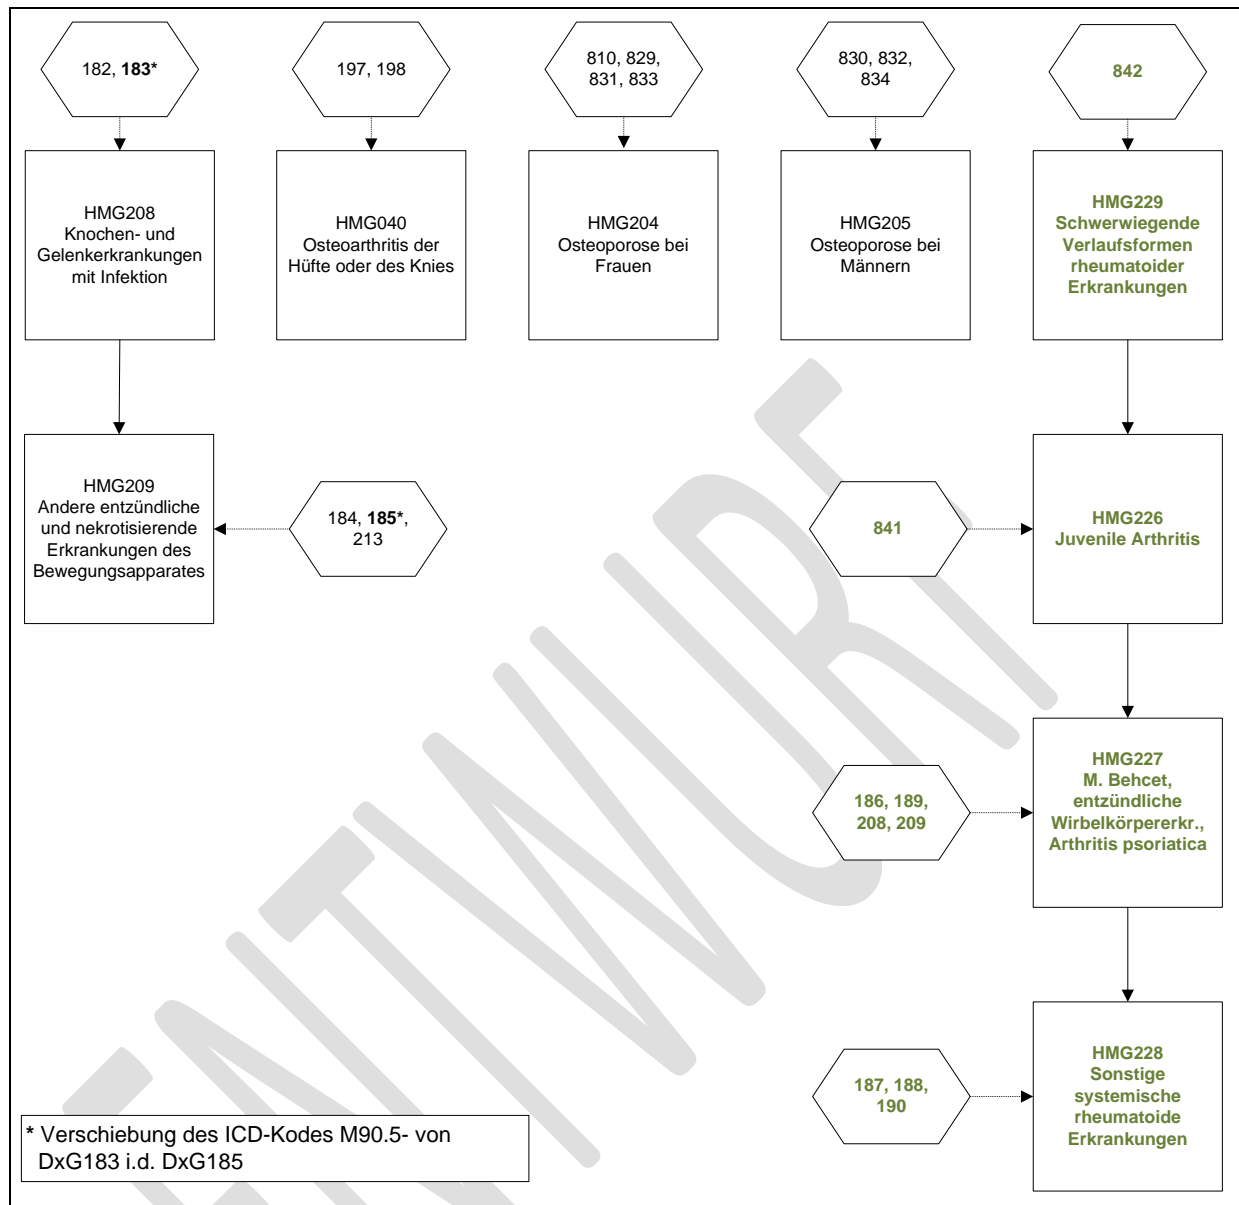 182, 183*
197, 198
810, 829,
831, 833
830, 832,
834
842
HMG208
Knochen- und
Gelenkerkrankungen
mit Infektion
HMG040
Osteoarthritis der
Hüfte oder des Knies
HMG204
Osteoporose bei
Frauen
HMG205
Osteoporose bei
Männern
HMG229
Schwerwiegende
Verlaufsformen
rheumatoider
Erkrankungen
HMG209
Andere entzündliche
und nekrotisierende
Erkrankungen des
Bewegungsapparates
184, 185*,
213
841
HMG226
Juvenile Arthritis
186, 189,
208, 209
HMG227
M. Behcet,
entzündliche
Wirbelkörpererkr.,
Arthritis psoriatica
187, 188,
190
HMG228
Sonstige
systemische
rheumatoide
Erkrankungen
* Verschiebung des ICD-Kodes M90.5- von
DxG183 i.d. DxG185
ENTWURF